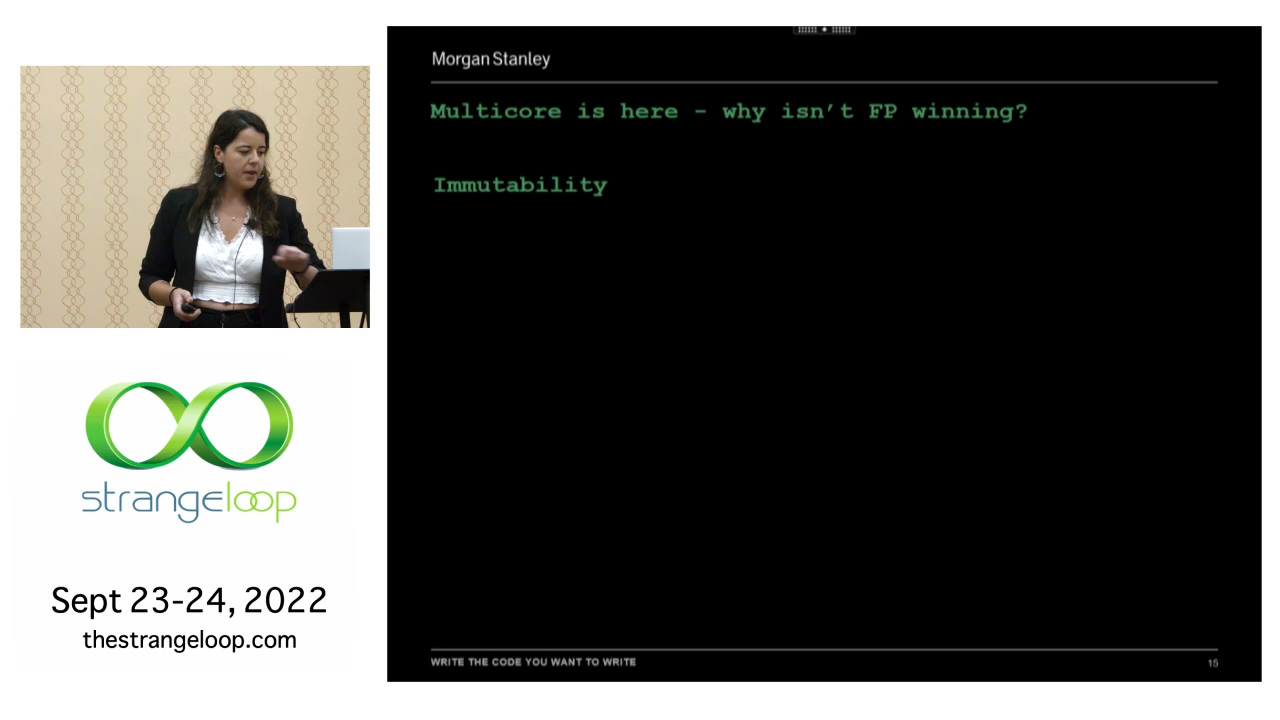 Morgan Stanley
Multicore is here – why isn't FP winning?
Immutability
WRITE THE CODE YOU WANT TO WRITE
15
strangeloop
Sept 23-24, 2022
thestrangeloop.com